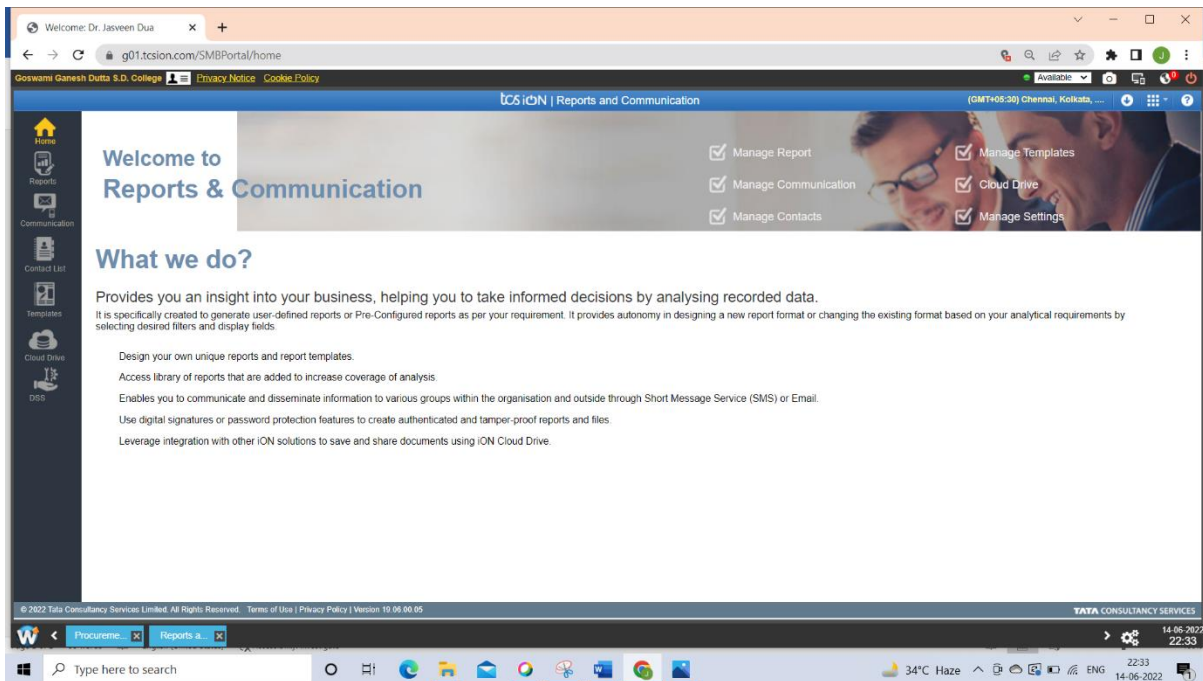 Welcome: Dr. Jasveen Dua
g01.tcsion.com/SMBPortal/home
J
Goswami Ganesh Dutta S.D. College Privacy Notice Cookie Policy
Available
0
tCS iON | Reports and Communication
(GMT+05:30) Chennai, Kolkata, ....
Home
Reports
Communication
Contact List
Templates
Cloud Drive
DSS
Welcome to
Reports & Communication
Manage Report
Manage Templates
Manage Communication
Cloud Drive
Manage Contacts
Manage Settings
What we do?
Provides you an insight into your business, helping you to take informed decisions by analysing recorded data.
It is specifically created to generate user-defined reports or Pre-Configured reports as per your requirement. It provides autonomy in designing a new report format or changing the existing format based on your analytical requirements by
selecting desired filters and display fields.
Design your own unique reports and report templates.
Access library of reports that are added to increase coverage of analysis.
Enables you to communicate and disseminate information to various groups within the organisation and outside through Short Message Service (SMS) or Email.
Use digital signatures or password protection features to create authenticated and tamper-proof reports and files.
Leverage integration with other iON solutions to save and share documents using iON Cloud Drive.
© 2022 Tata Consultancy Services Limited. All Rights Reserved. Terms of Use | Privacy Policy | Version 19.06.00.05
TATA CONSULTANCY SERVICES
Procureme...
Reports a...
14-06-2022
22:33
Type here to search
34°C Haze
ENG
22:33
14-06-2022